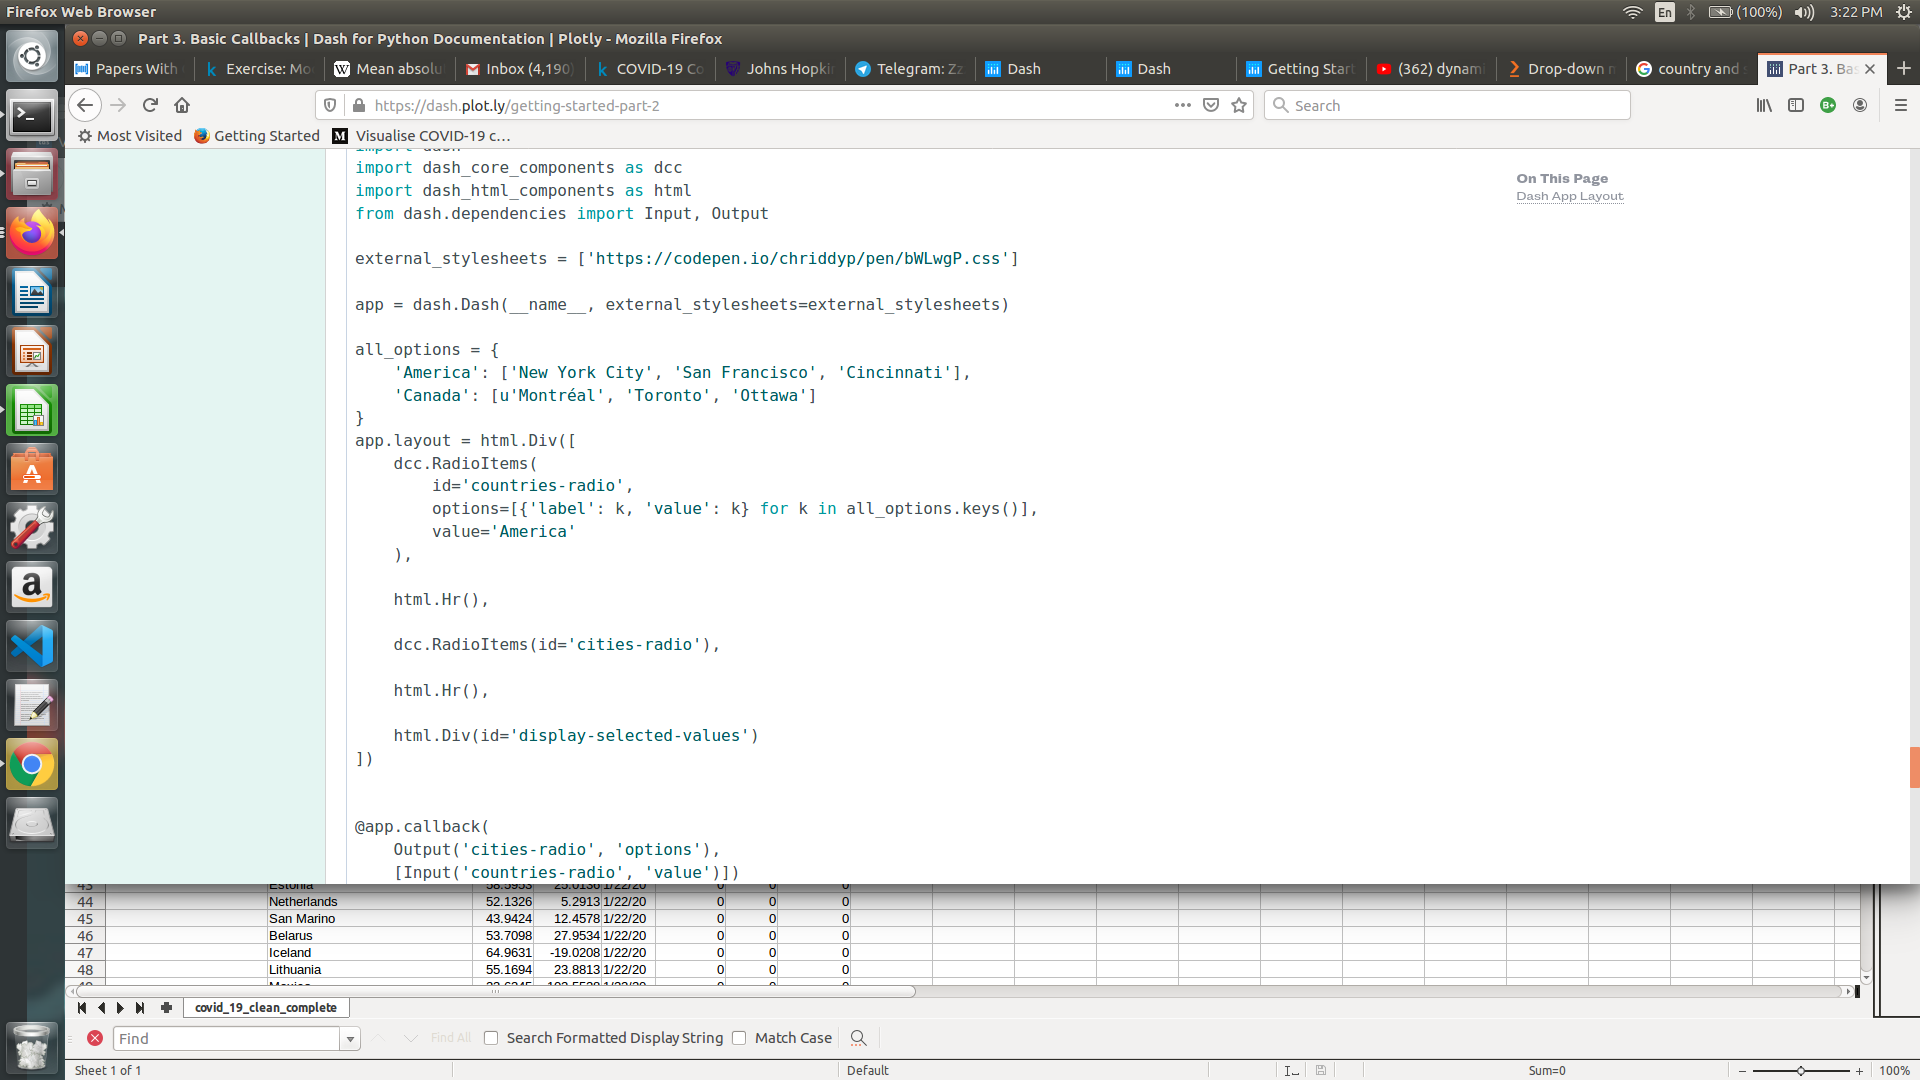 Firefox Web Browser
En
(100%)
3:22 PM
Part 3. Basic Callbacks | Dash for Python Documentation | Plotly - Mozilla Firefox
Papers With
Exercise: Mo
Mean absolu
Inbox (4,190)
COVID-19 Co
Johns Hopki
Telegram: Zz
Dash
Dash
Getting Star
(362) dynam
Drop-down
country and
Part 3. Ba
https://dash.plot.ly/getting-started-part-2
Search
Most Visited
Getting Started
Visualise COVID-19 c…
import dash
import dash_core_components as dcc
import dash_html_components as html
from dash.dependencies import Input, Output
external_stylesheets = ['https://codepen.io/chriddyp/pen/bWLwgP.css']
app = dash.Dash(__name__, external_stylesheets=external_stylesheets)
all_options = {
    'America': ['New York City', 'San Francisco', 'Cincinnati'],
    'Canada': [u'Montréal', 'Toronto', 'Ottawa']
}
app.layout = html.Div([
    dcc.RadioItems(
        id='countries-radio',
        options=[{'label': k, 'value': k} for k in all_options.keys()],
        value='America'
    ),
    html.Hr(),
    dcc.RadioItems(id='cities-radio'),
    html.Hr(),
    html.Div(id='display-selected-values')
])
@app.callback(
    Output('cities-radio', 'options'),
    [Input('countries-radio', 'value')])
On This Page
Dash App Layout
43 Estonia 58.5953 25.0136 1/22/20 0 0 0
44 Netherlands 52.1326 5.2913 1/22/20 0 0 0
45 San Marino 43.9424 12.4578 1/22/20 0 0 0
46 Belarus 53.7098 27.9534 1/22/20 0 0 0
47 Iceland 64.9631 -19.0208 1/22/20 0 0 0
48 Lithuania 55.1694 23.8813 1/22/20 0 0 0
covid_19_clean_complete
Find
Find All
Search Formatted Display String
Match Case
Sheet 1 of 1
Default
Sum=0
100%